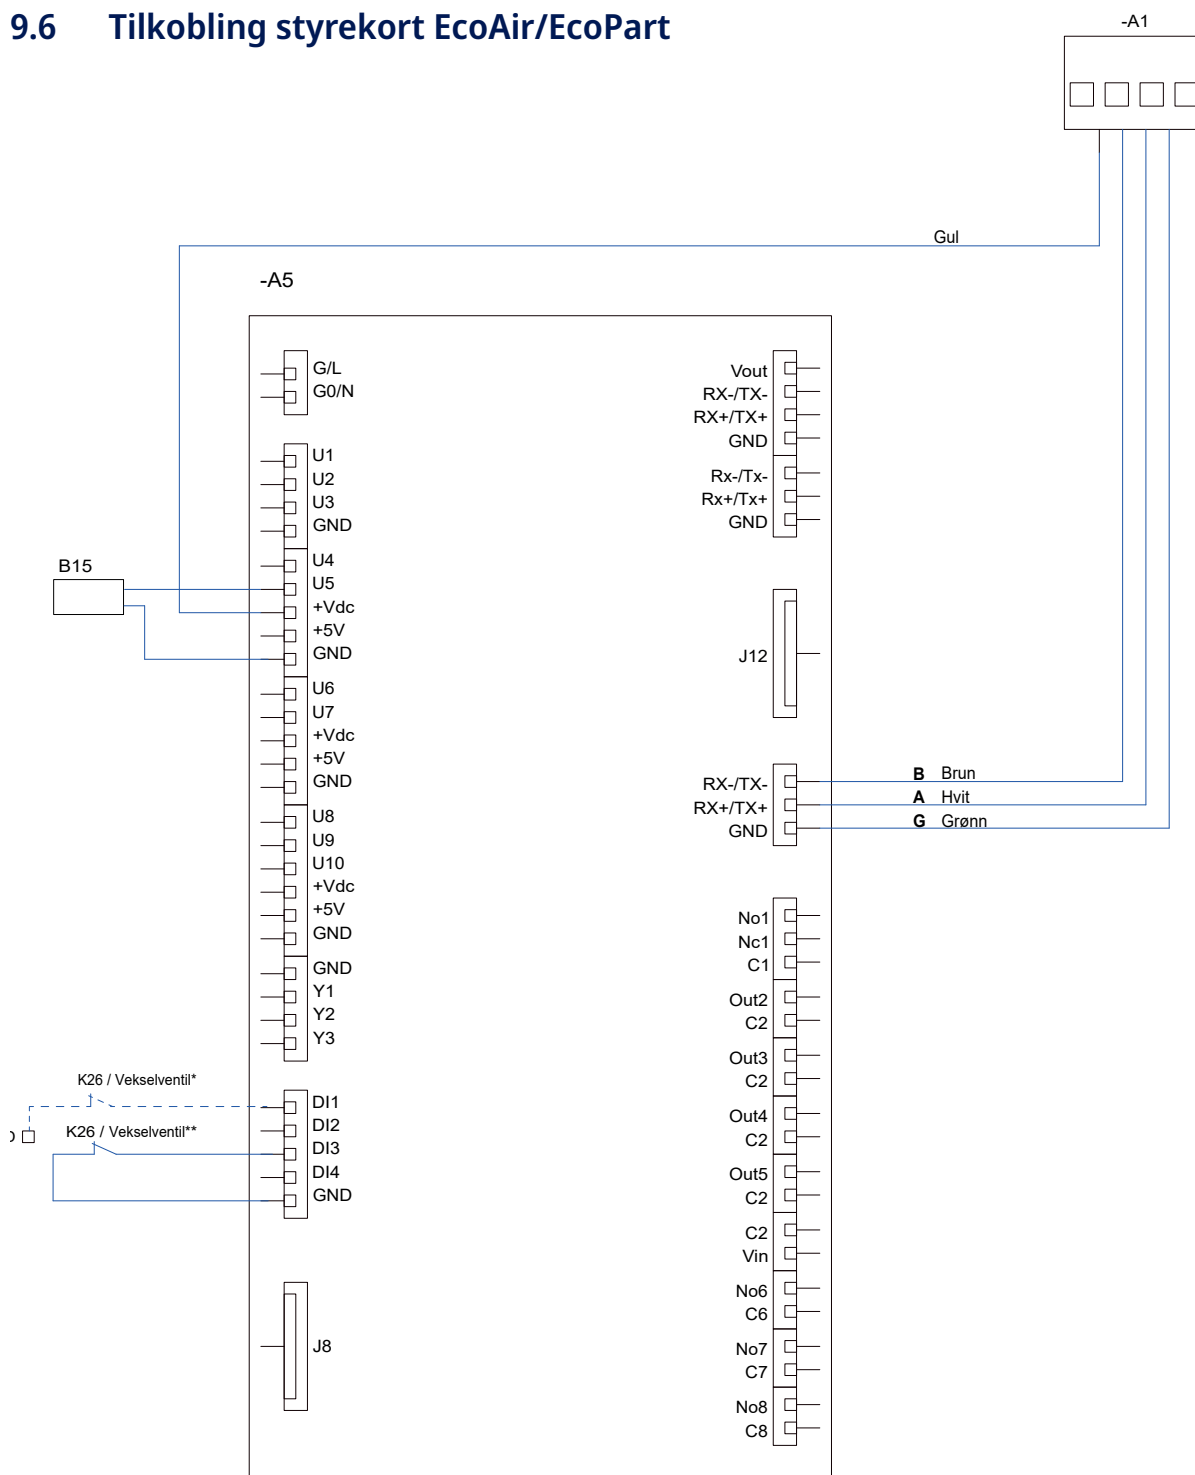 9.6 Tilkobling styrekort EcoAir/EcoPart
-A1
Gul
-A5
G/L
G0/N
U1
U2
U3
GND
U4
U5
+Vdc
+5V
GND
U6
U7
+Vdc
+5V
GND
U8
U9
U10
+Vdc
+5V
GND
GND
Y1
Y2
Y3
B15
K26 / Vekselventil*
K26 / Vekselventil**
DI1
DI2
DI3
DI4
GND
J8
Vout
RX-/TX-
RX+/TX+
GND
Rx-/Tx-
Rx+/Tx+
GND
J12
RX-/TX-
RX+/TX+
GND
B Brun
A Hvit
G Grønn
No1
Nc1
C1
Out2
C2
Out3
C2
Out4
C2
Out5
C2
C2
Vin
No6
C6
No7
C7
No8
C8